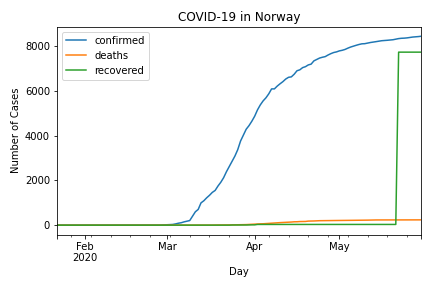 COVID-19 in Norway
confirmed
deaths
recovered
8000
6000
4000
2000
0
Number of Cases
Feb Mar Apr May
2020
Day